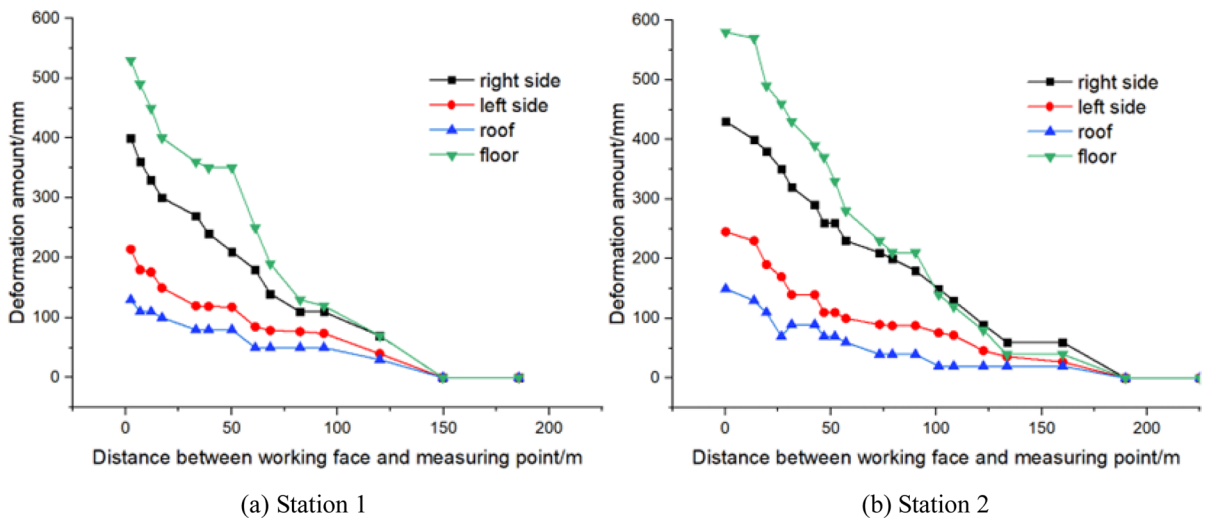 600
500
400
300
200
100
0
Deformation amount/mm
right side
left side
roof
floor
0 50 100 150 200
Distance between working face and measuring point/m
(a) Station 1
600
500
400
300
200
100
0
Deformation amount/mm
right side
left side
roof
floor
0 50 100 150 200
Distance between working face and measuring point/m
(b) Station 2